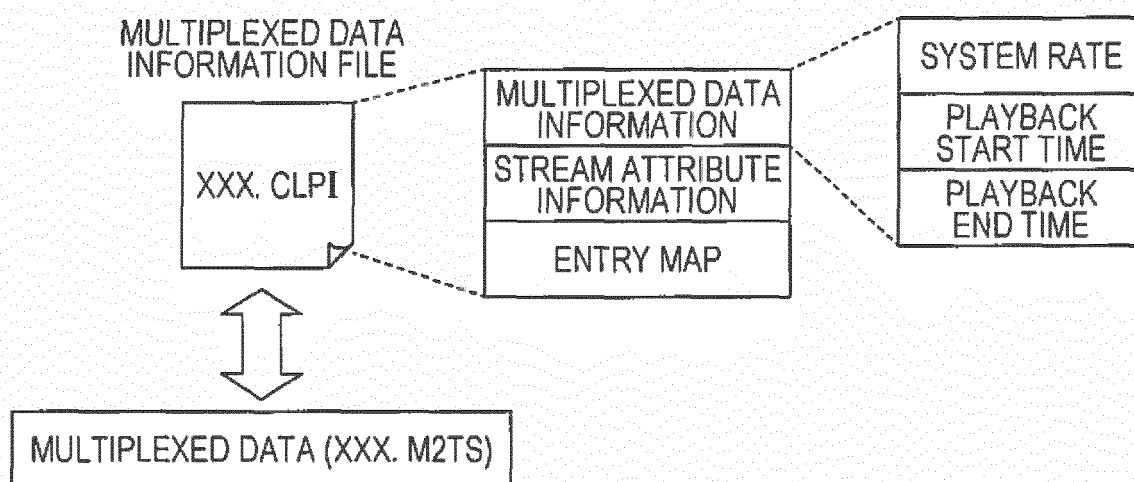 MULTIPLEXED DATA
INFORMATION FILE
XXX. CLPI
MULTIPLEXED DATA
INFORMATION
STREAM ATTRIBUTE
INFORMATION
ENTRY MAP
SYSTEM RATE
PLAYBACK
START TIME
PLAYBACK
END TIME
MULTIPLEXED DATA (XXX. M2TS)